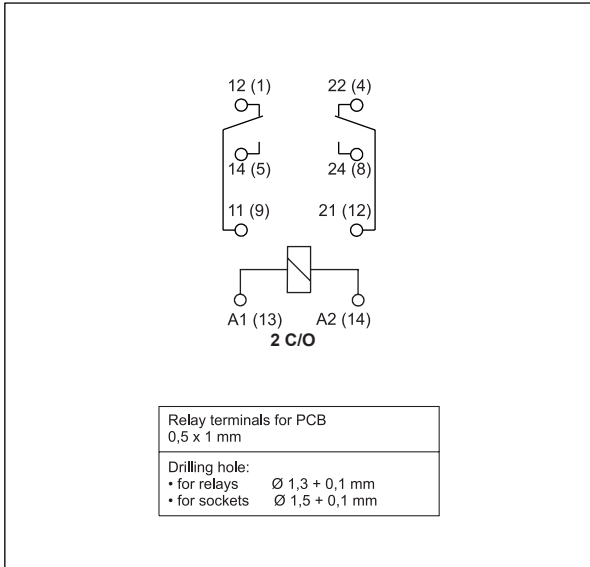 12 (1) 22 (4)
14 (5) 24 (8)
11 (9) 21 (12)
A1 (13) A2 (14)
2 C/O
Relay terminals for PCB
0,5 x 1 mm
Drilling hole:
• for relays Ø 1,3 + 0,1 mm
• for sockets Ø 1,5 + 0,1 mm